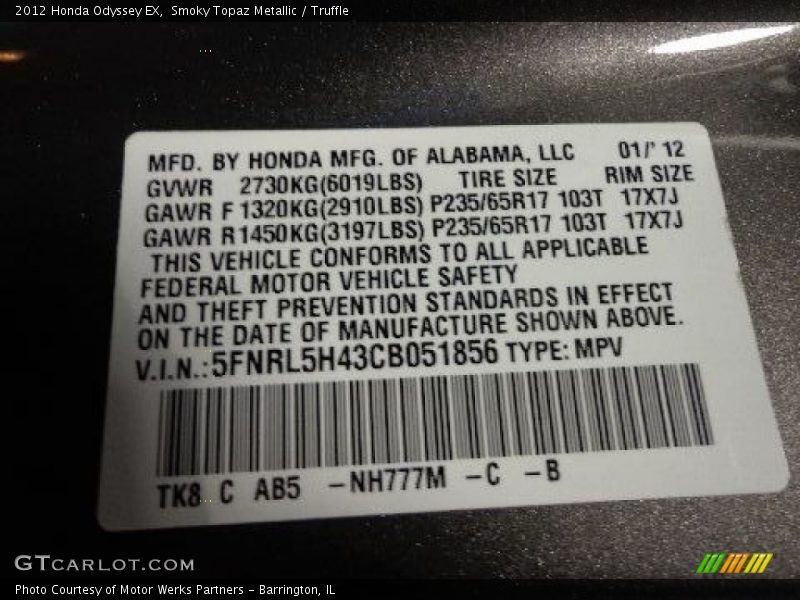 2012 Honda Odyssey EX, Smoky Topaz Metallic / Truffle
MFD. BY HONDA MFG. OF ALABAMA, LLC 01/' 12
GVWR 2730KG(6019LBS) TIRE SIZE RIM SIZE
GAWR F 1320KG(2910LBS) P235/65R17 103T 17X7J
GAWR R1450KG(3197LBS) P235/65R17 103T 17X7J
THIS VEHICLE CONFORMS TO ALL APPLICABLE
FEDERAL MOTOR VEHICLE SAFETY
AND THEFT PREVENTION STANDARDS IN EFFECT
ON THE DATE OF MANUFACTURE SHOWN ABOVE.
V.I.N.:5FNRL5H43CB051856 TYPE: MPV
TK8 C AB5 -NH777M -C -B
GTCARLOT.COM
Photo Courtesy of Motor Werks Partners - Barrington, IL